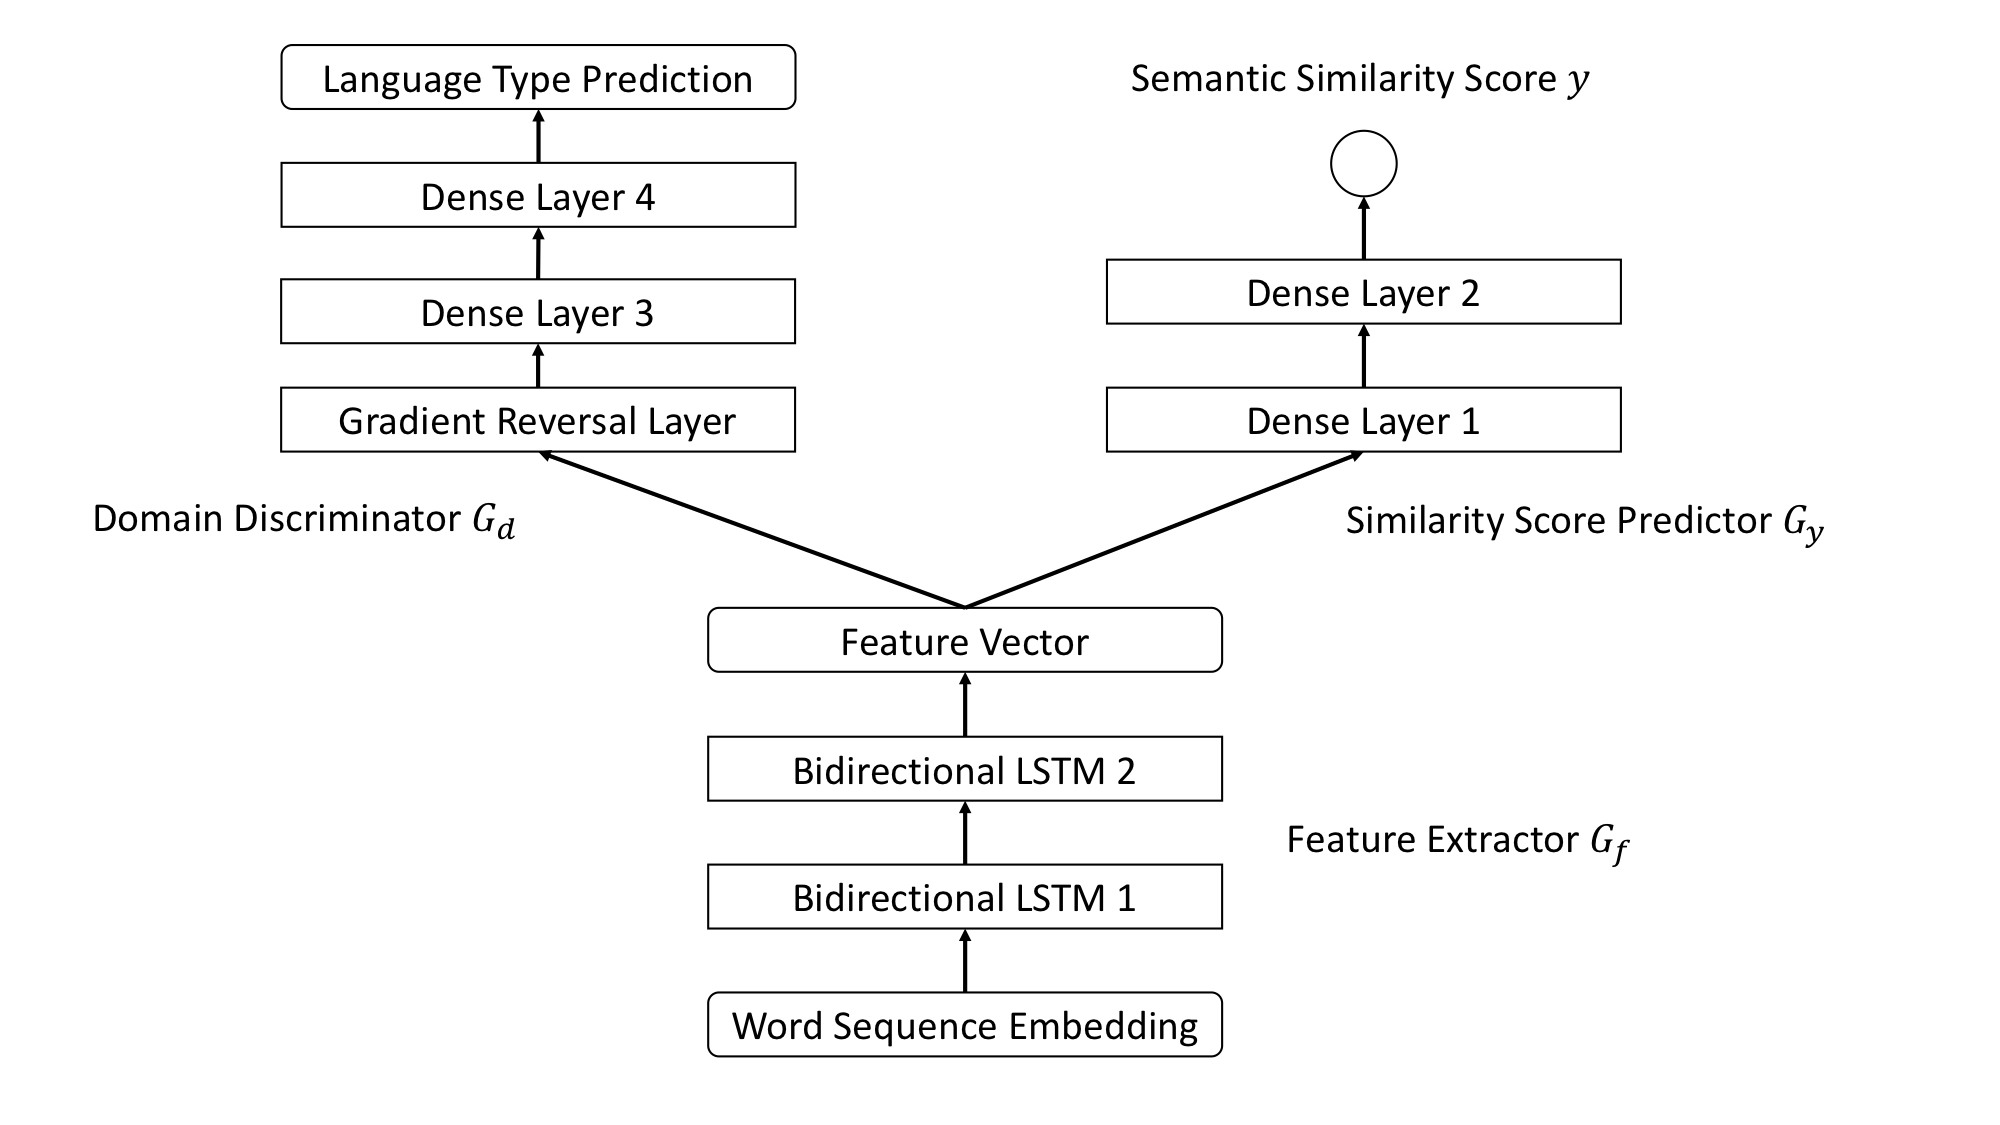 Language Type Prediction
Semantic Similarity Score y
Dense Layer 4
Dense Layer 2
Dense Layer 3
Gradient Reversal Layer
Dense Layer 1
Domain Discriminator G_d
Similarity Score Predictor G_y
Feature Vector
Bidirectional LSTM 2
Feature Extractor G_f
Bidirectional LSTM 1
Word Sequence Embedding